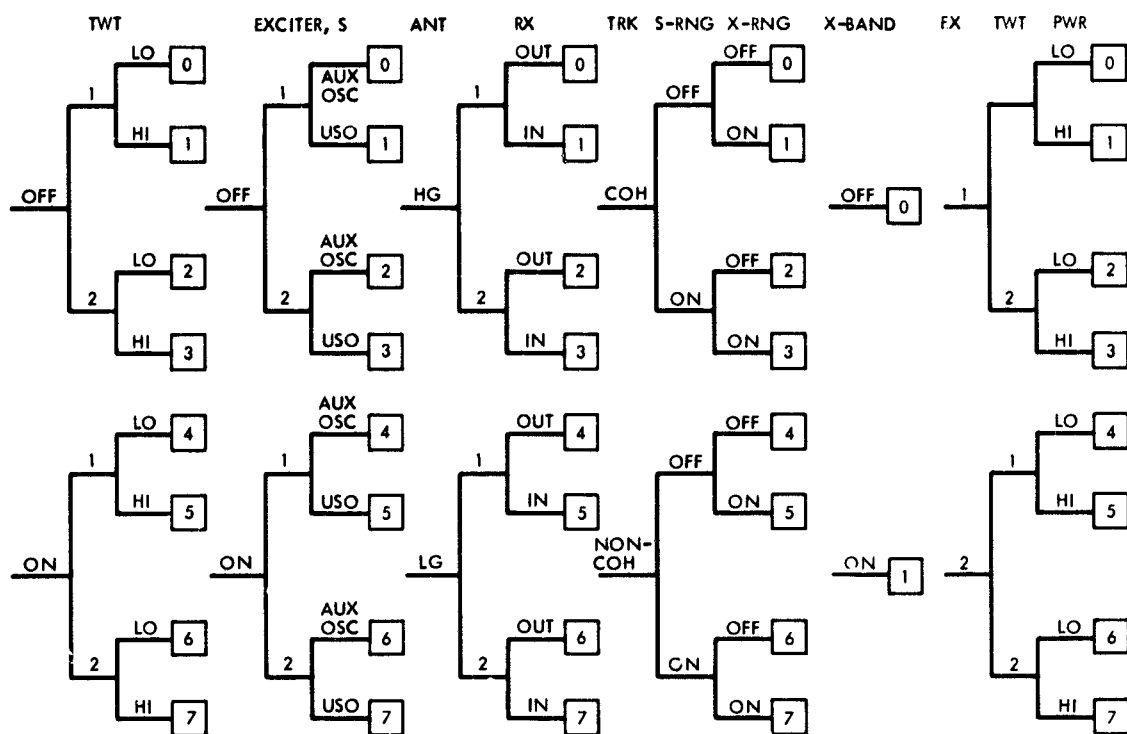 TWT EXCITER, S ANT RX TRK S-RNG X-RNG X-BAND EX TWT PWR
LO 0 AUX OSC 0 OUT 0 OFF 0 LO 0
1 1 1 OFF
HI 1 USO 1 IN 1 ON 1 HI 1
OFF OFF HG COH OFF 0 1
LO 2 AUX OSC 2 OUT 2 OFF 2 LO 2
2 2 2 ON 2
HI 3 USO 3 IN 3 ON 3 HI 3
LO 4 AUX OSC 4 OUT 4 OFF 4 LO 4
1 1 1 OFF 1
HI 5 USO 5 IN 5 ON 5 HI 5
ON ON LG NON-COH ON 1 2
LO 6 AUX OSC 6 OUT 6 OFF 6 LO 6
2 2 2 ON 2
HI 7 USO 7 IN 7 ON 7 HI 7